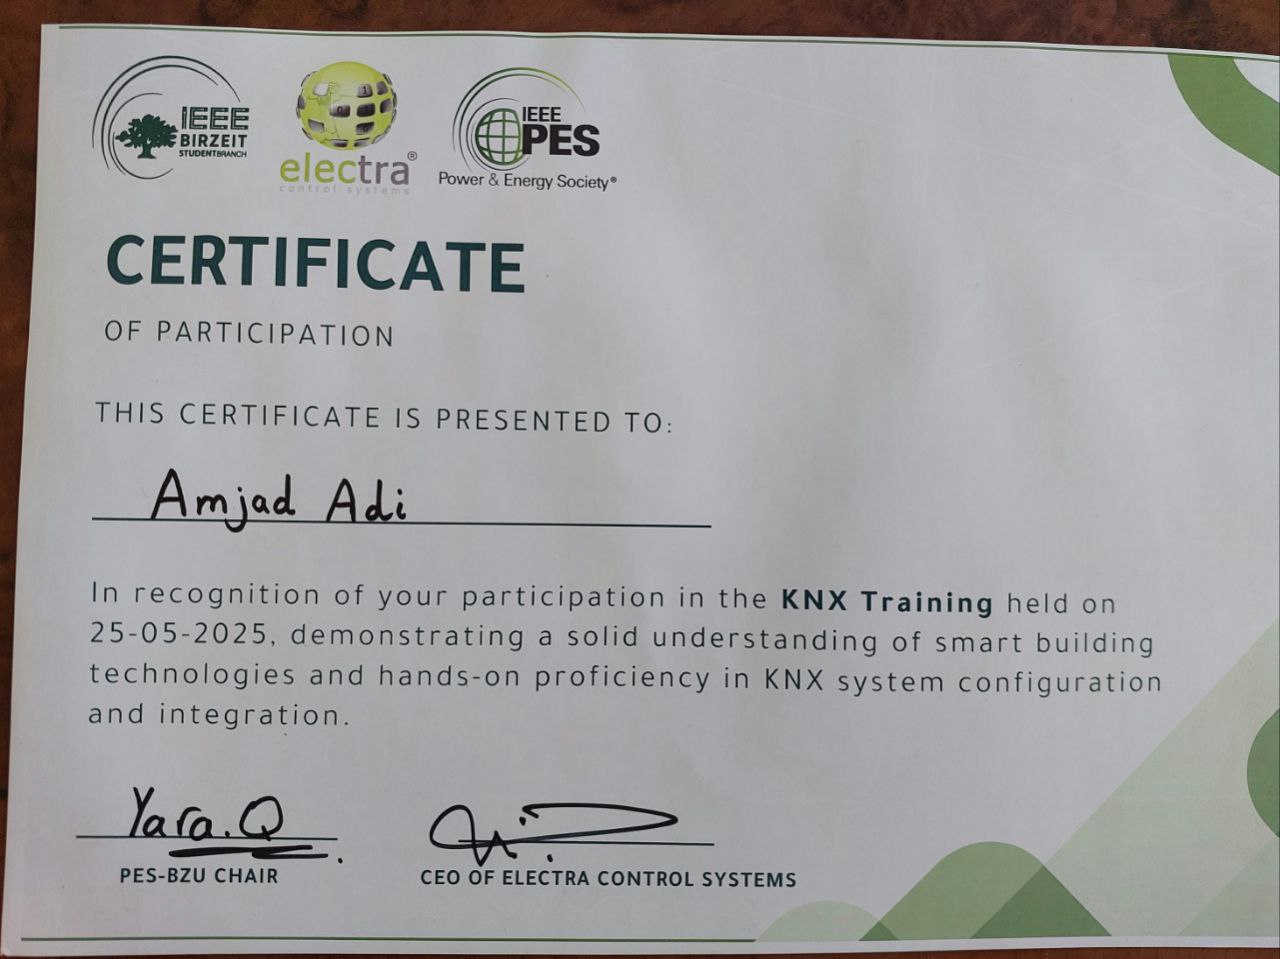 IEEE
BIRZEIT
STUDENTBRANCH
electra®
control systems
IEEE
PES
Power & Energy Society®
CERTIFICATE
OF PARTICIPATION
THIS CERTIFICATE IS PRESENTED TO:
Amjad Adi
In recognition of your participation in the KNX Training held on
25-05-2025, demonstrating a solid understanding of smart building
technologies and hands-on proficiency in KNX system configuration
and integration.
Yara.Q
PES-BZU CHAIR
CEO OF ELECTRA CONTROL SYSTEMS